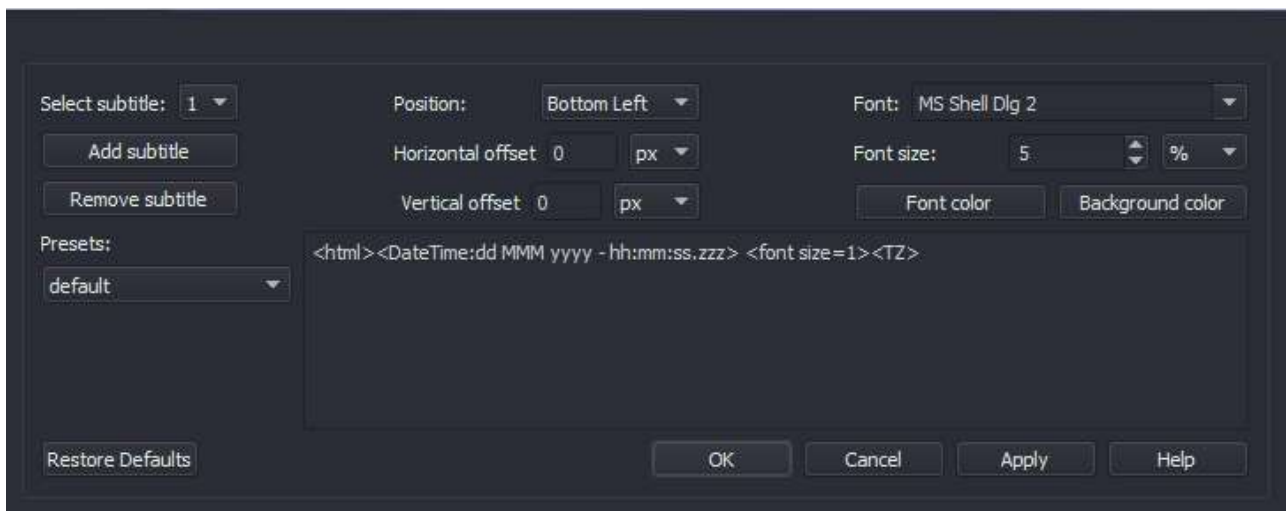 Select subtitle: 1 Position: Bottom Left Font: MS Shell Dlg 2
Add subtitle Horizontal offset 0 px Font size: 5 %
Remove subtitle Vertical offset 0 px Font color Background color
Presets:
default
<html><DateTime:dd MMM yyyy - hh:mm:ss.zzz> <font size=1><TZ>
Restore Defaults OK Cancel Apply Help